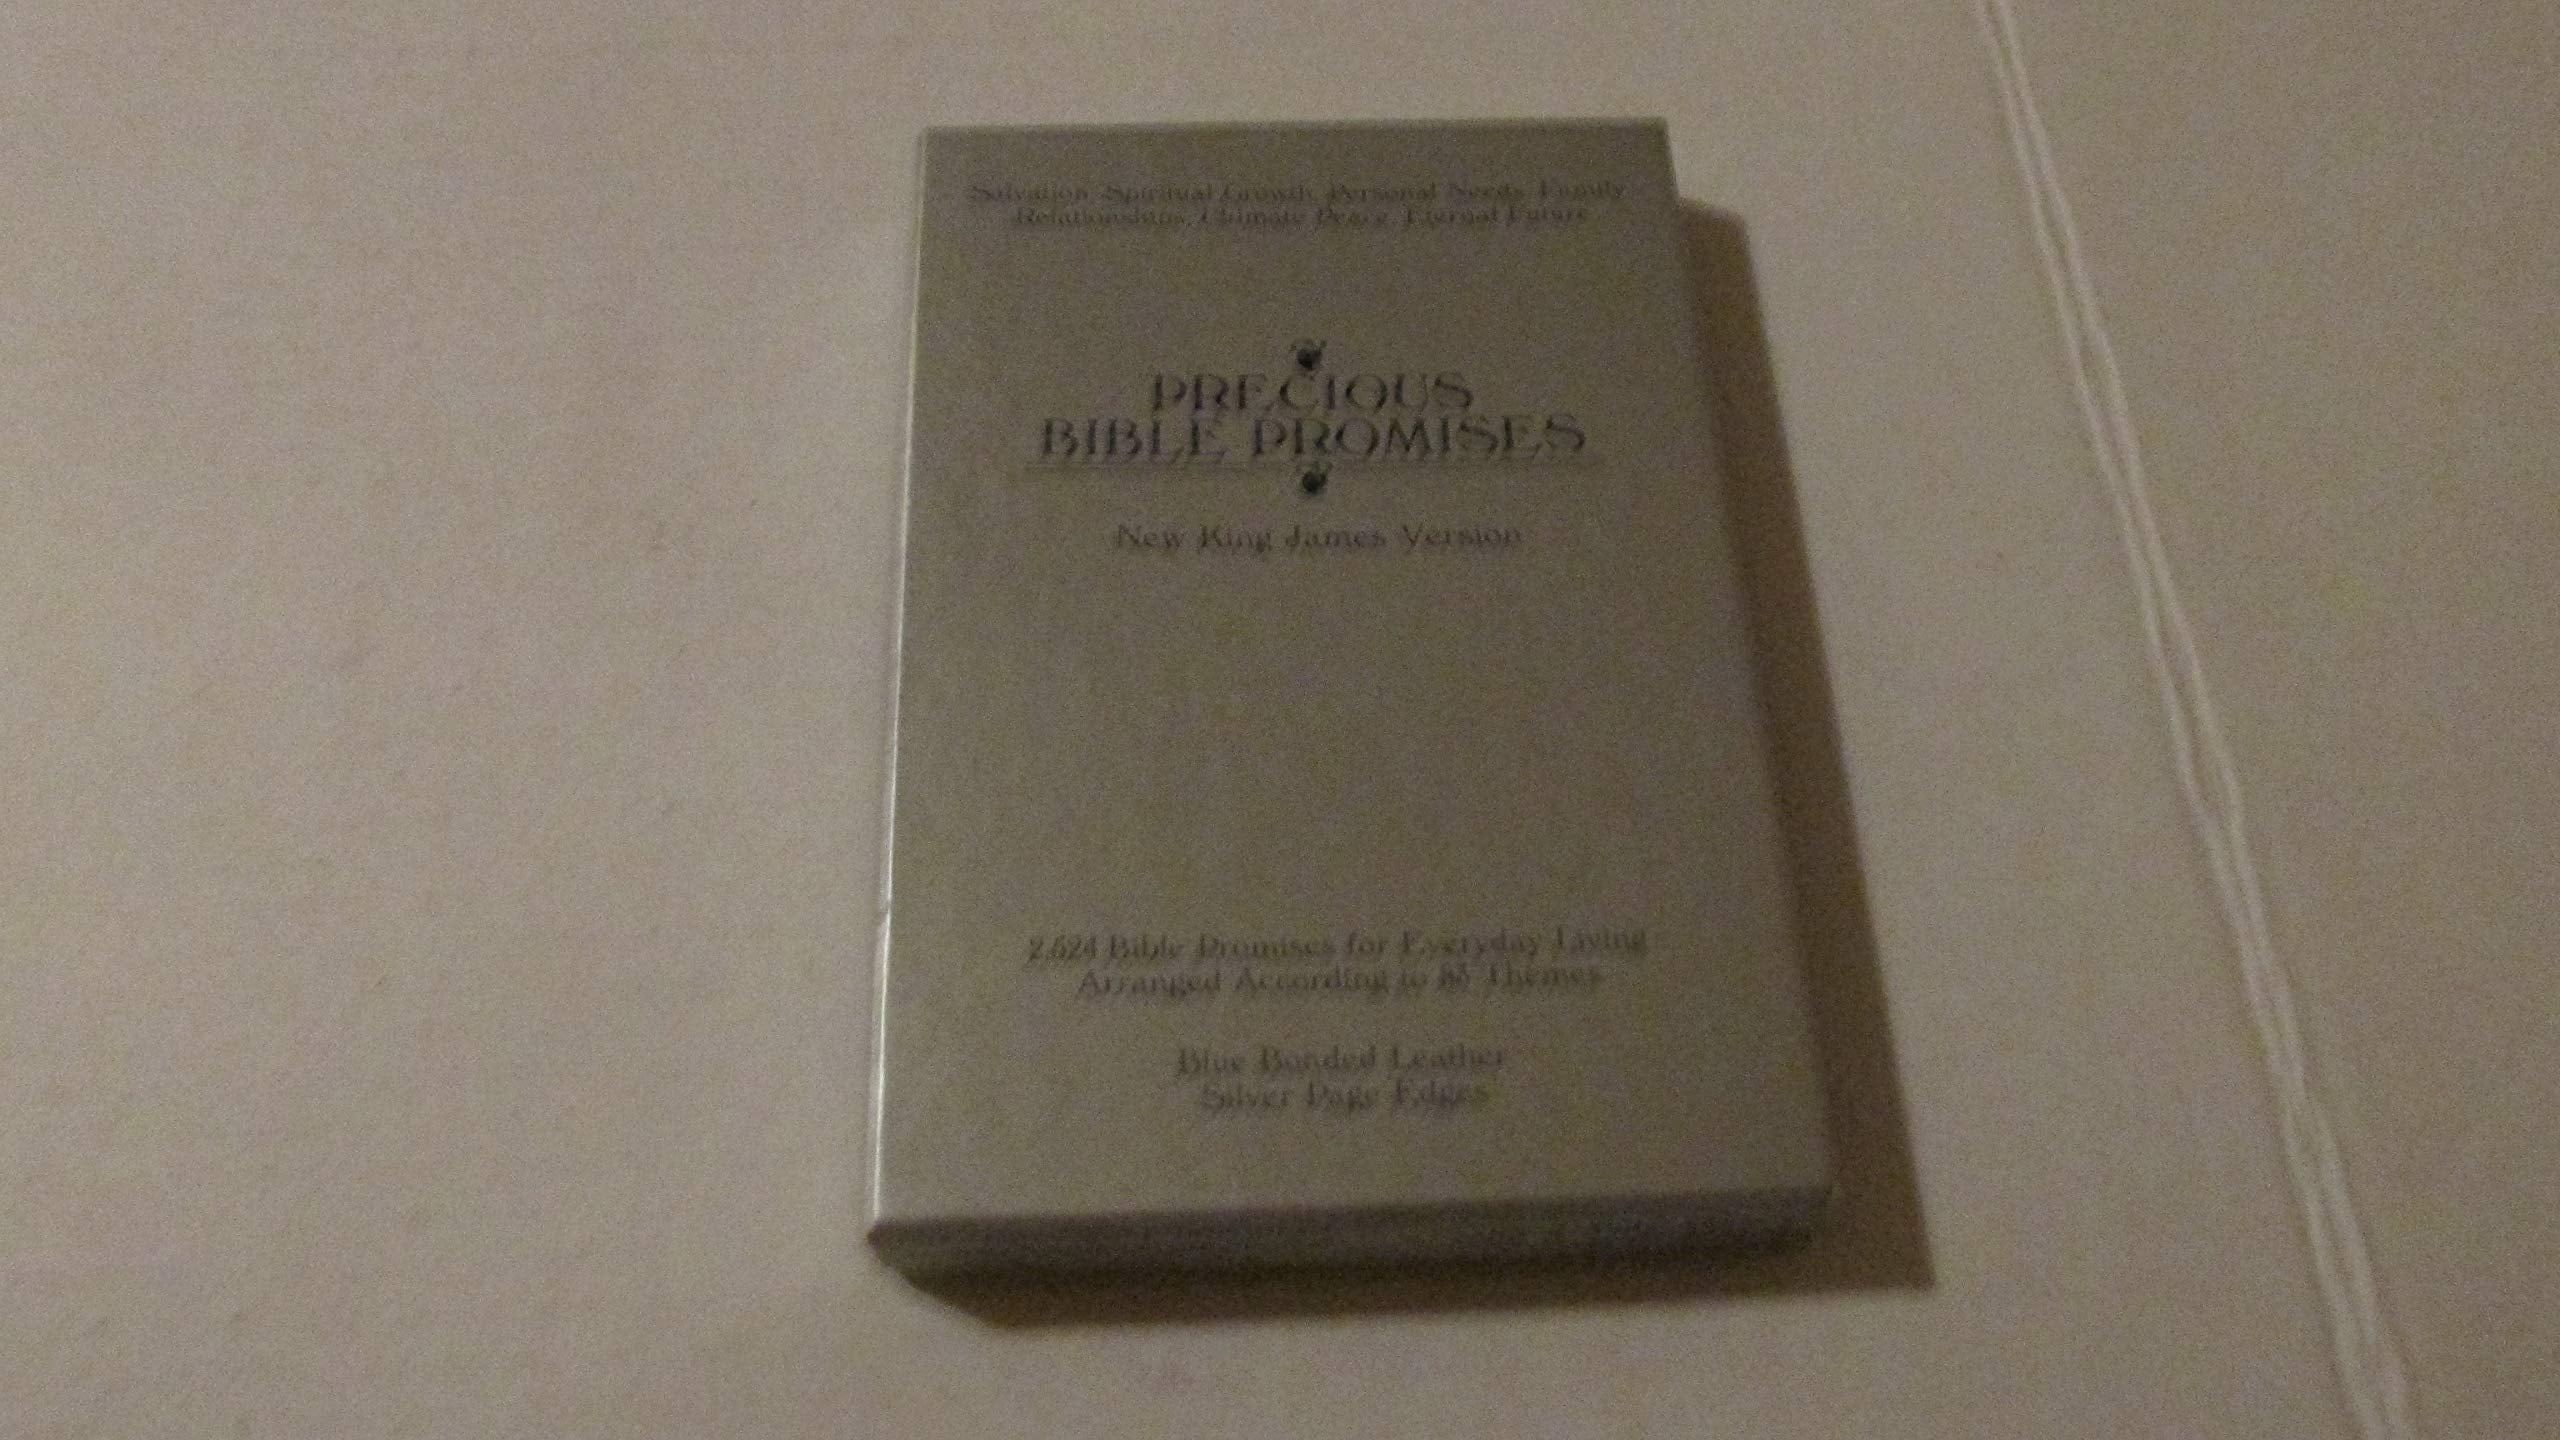 Salvation, Spiritual Growth, Personal Needs, Family
Relationships, Ultimate Peace, Eternal Future
PRECIOUS
BIBLE PROMISES
New King James Version
2,524 Bible Promises for Everyday Living
Arranged According to 85 Themes
Blue Bonded Leather
Silver Page Edges